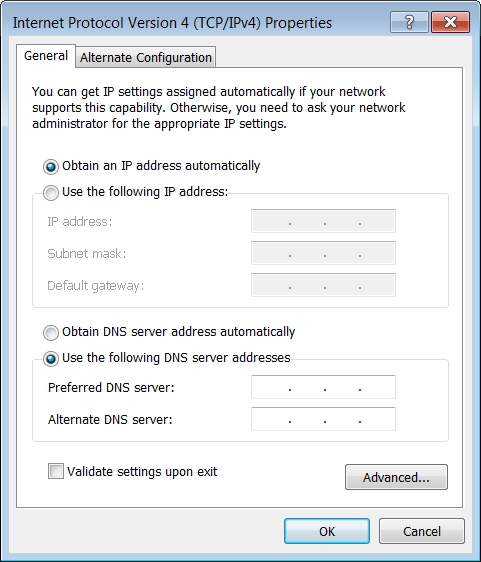 Internet Protocol Version 4 (TCP/IPv4) Properties
General
Alternate Configuration
You can get IP settings assigned automatically if your network
supports this capability. Otherwise, you need to ask your network
administrator for the appropriate IP settings.
Obtain an IP address automatically
Use the following IP address:
IP address:
Subnet mask:
Default gateway:
Obtain DNS server address automatically
Use the following DNS server addresses
Preferred DNS server:
Alternate DNS server:
Validate settings upon exit
Advanced...
OK
Cancel